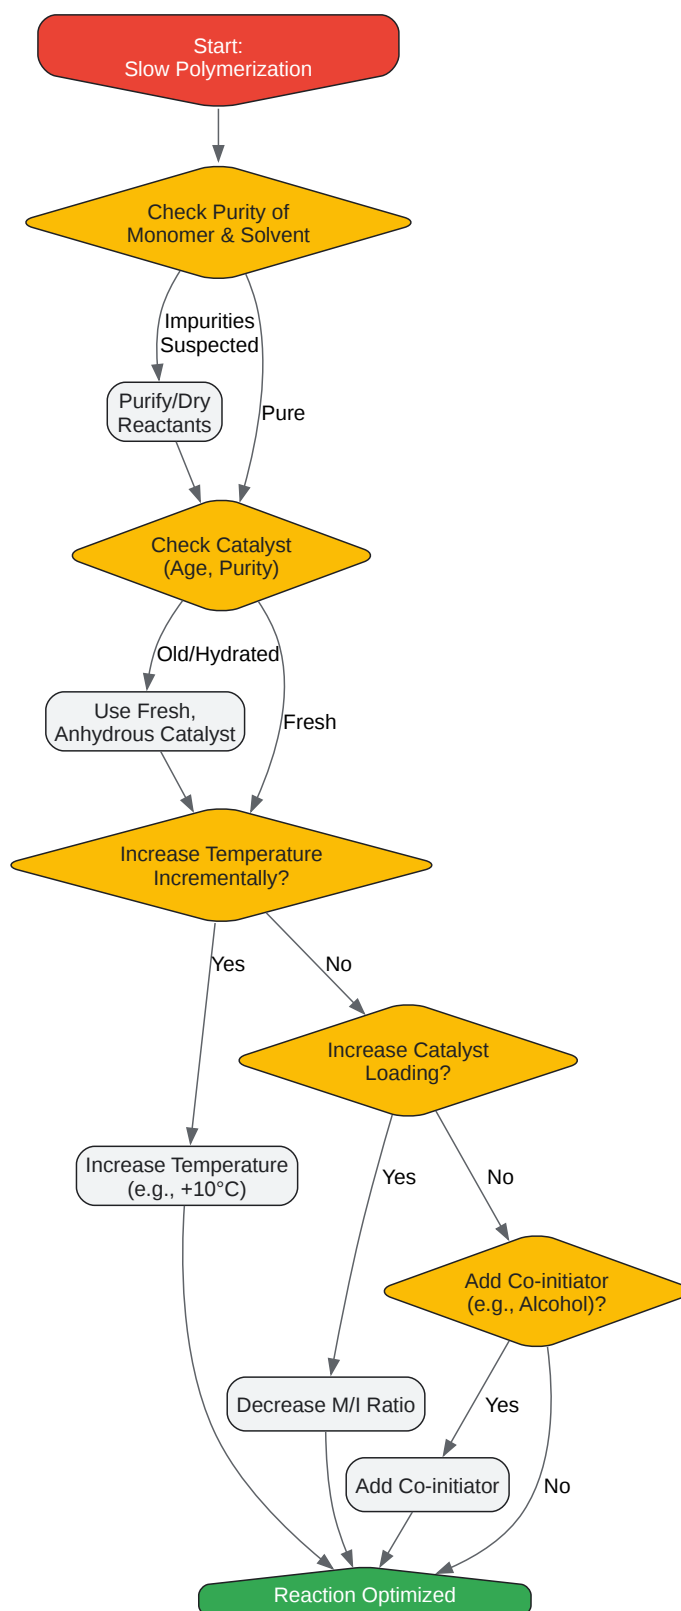 Start:
Slow Polymerization
Check Purity of
Monomer & Solvent
Impurities
Suspected
Purify/Dry
Reactants
Pure
Check Catalyst
(Age, Purity)
Old/Hydrated
Use Fresh,
Anhydrous Catalyst
Fresh
Increase Temperature
Incrementally?
Yes
No
Increase Catalyst
Loading?
Increase Temperature
(e.g., +10°C)
Yes
No
Add Co-initiator
(e.g., Alcohol)?
Decrease M/I Ratio
Yes
Add Co-initiator
No
Reaction Optimized